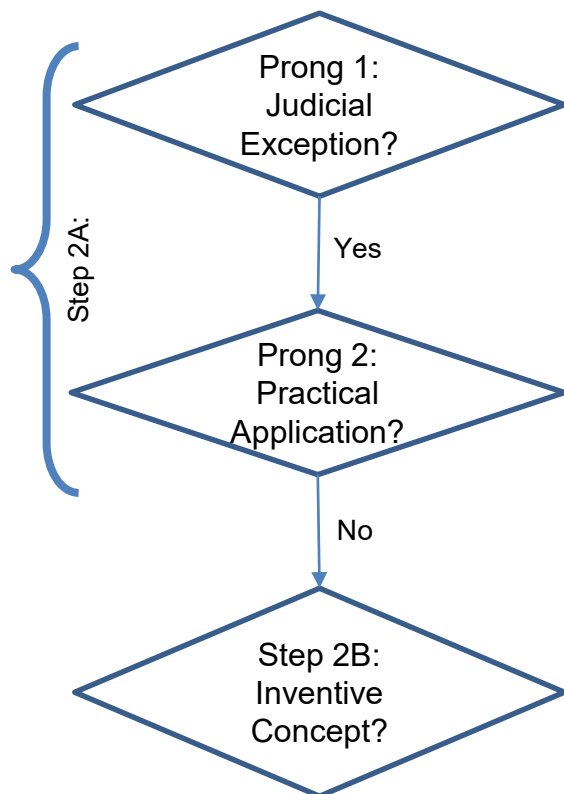 Prong 1:
Judicial
Exception?
Step 2A:
Yes
Prong 2:
Practical
Application?
No
Step 2B:
Inventive
Concept?